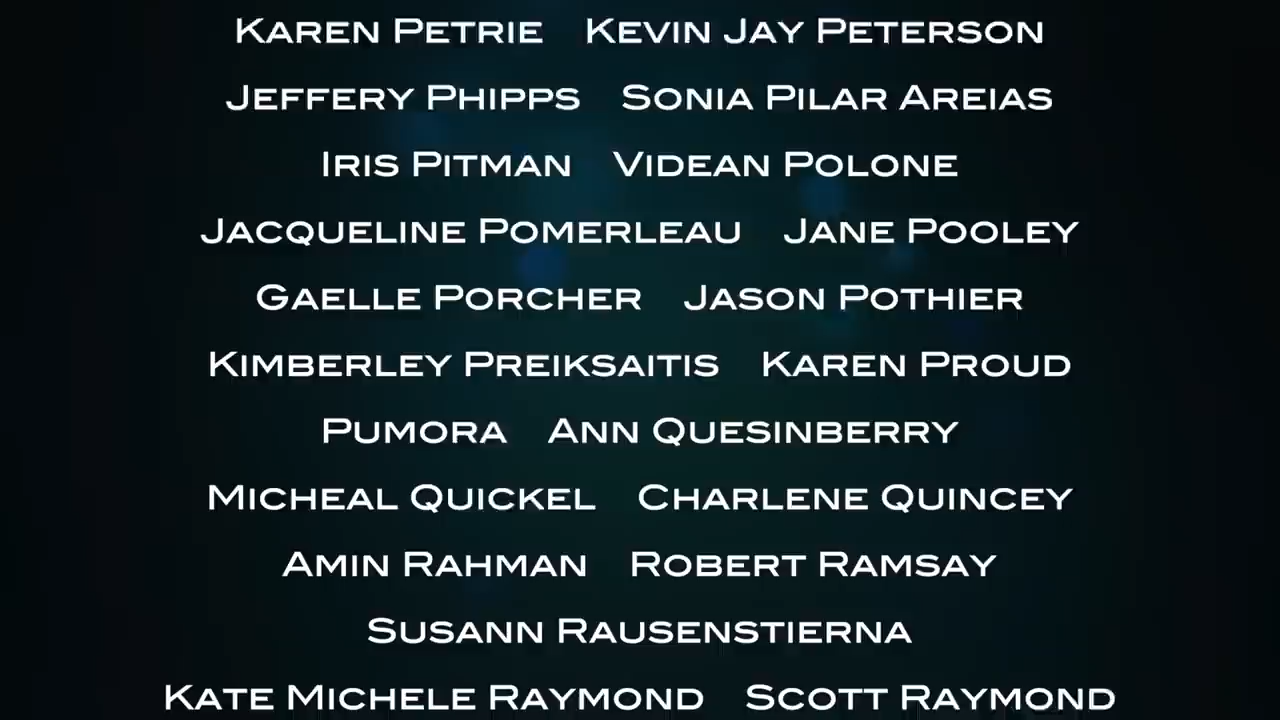 Karen Petrie Kevin Jay Peterson
Jeffery Phipps Sonia Pilar Areias
Iris Pitman Videan Polone
Jacqueline Pomerleau Jane Pooley
Gaelle Porcher Jason Pothier
Kimberley Preiksaitis Karen Proud
Pumora Ann Quesinberry
Micheal Quickel Charlene Quincey
Amin Rahman Robert Ramsay
Susann Rausenstierna
Kate Michele Raymond Scott Raymond